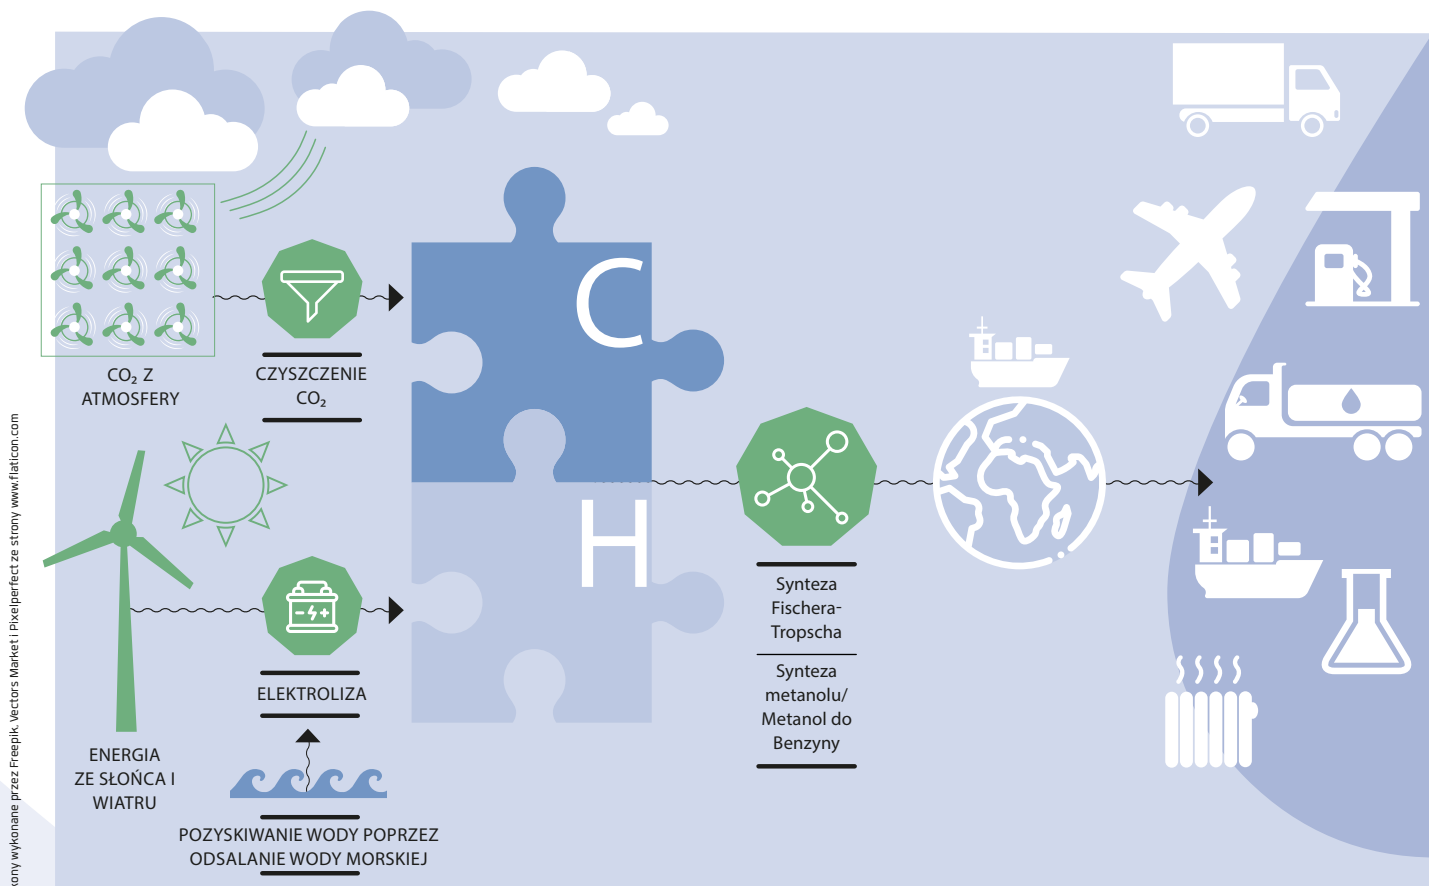 CO₂ Z
ATMOSFERY
CZYSZCZENIE
CO₂
C
H
ENERGIA
ZE SŁOŃCA I
WIATRU
ELEKTROLIZA
POZYSKIWANIE WODY POPRZEZ
ODSALANIE WODY MORSKIEJ
Synteza
Fischera-
Tropscha
Synteza
metanolu/
Metanol do
Benzyny
wykonane przez Freepik. Vectors Market i Pixelperfect ze strony www.flaticon.com